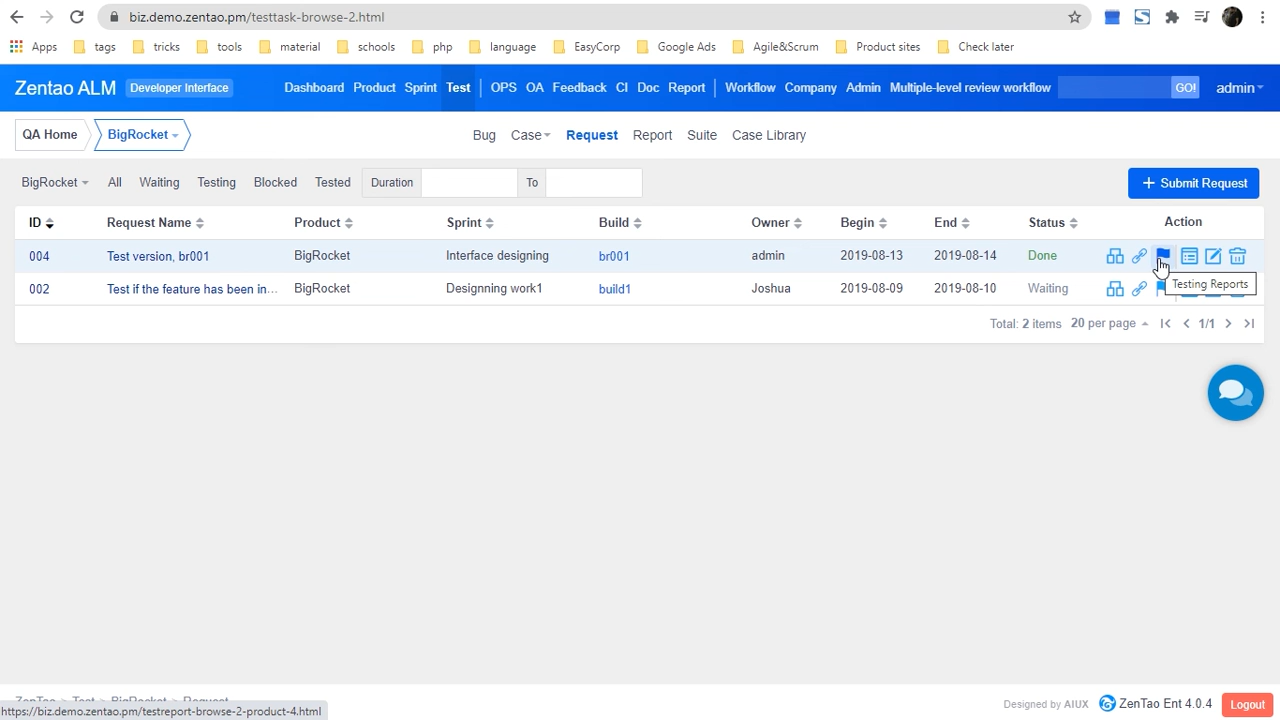 biz.demo.zentao.pm/testtask-browse-2.html
Apps tags tricks tools material schools php language EasyCorp Google Ads Agile&Scrum Product sites Check later
Zentao ALM Developer Interface Dashboard Product Sprint Test OPS OA Feedback CI Doc Report Workflow Company Admin Multiple-level review workflow GO! admin
QA Home BigRocket Bug Case Request Report Suite Case Library
BigRocket All Waiting Testing Blocked Tested Duration To + Submit Request
ID Request Name Product Sprint Build Owner Begin End Status Action
004 Test version, br001 BigRocket Interface designing br001 admin 2019-08-13 2019-08-14 Done
Testing Reports
002 Test if the feature has been in... BigRocket Designning work1 build1 Joshua 2019-08-09 2019-08-10 Waiting
Total: 2 items 20 per page 1/1
ZenTao > Test > BigRocket > Request
Designed by AIUX ZenTao Ent 4.0.4 Logout
https://biz.demo.zentao.pm/testreport-browse-2-product-4.html